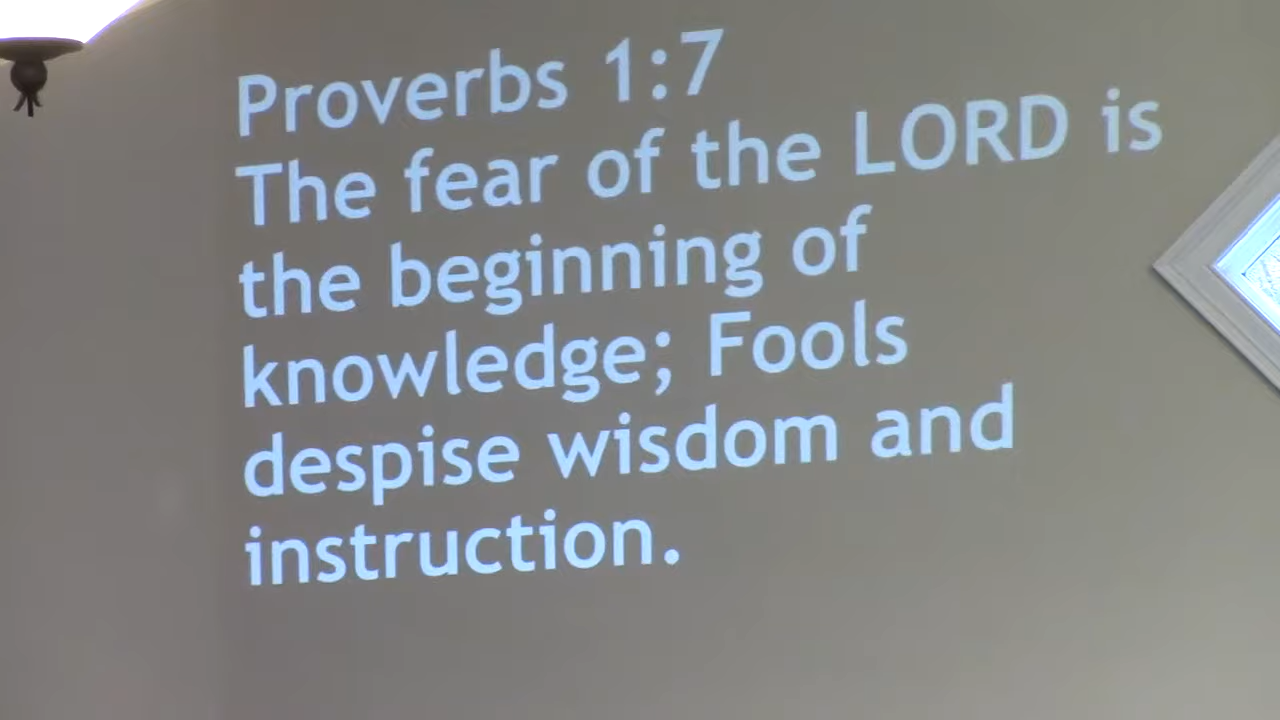 Proverbs 1:7
The fear of the LORD is
the beginning of
knowledge; Fools
despise wisdom and
instruction.